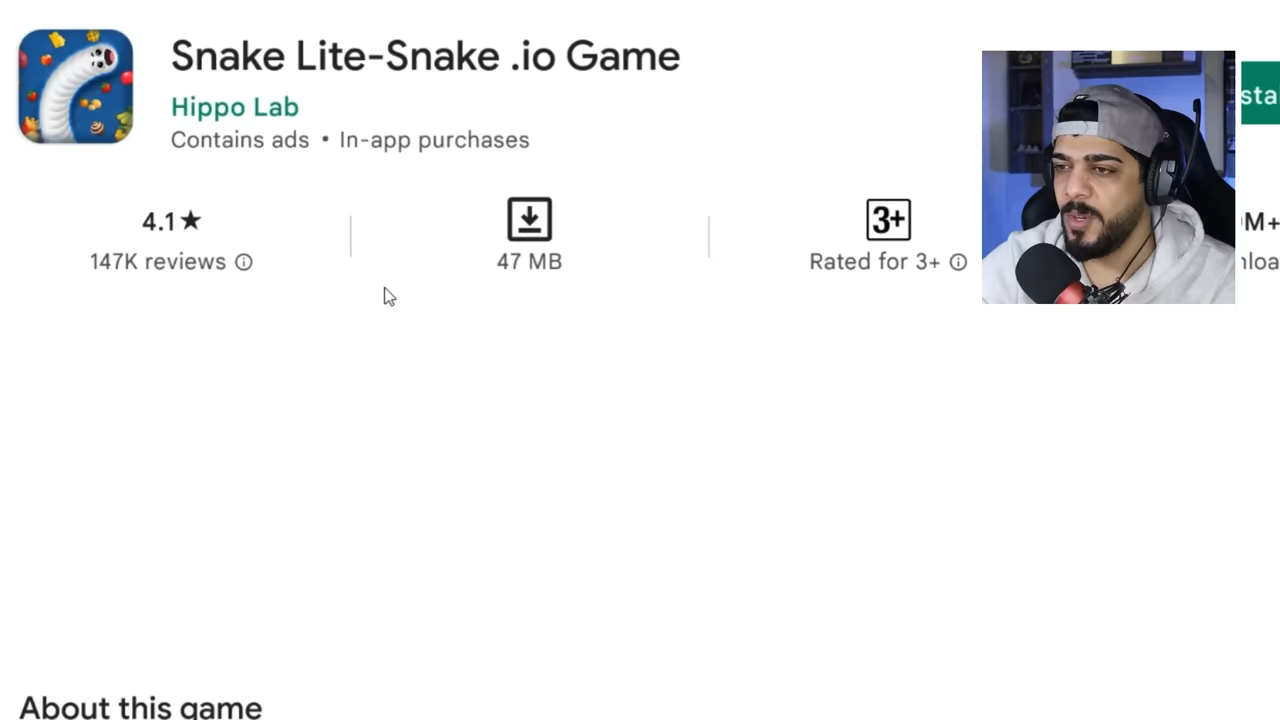 Snake Lite-Snake .io Game
Hippo Lab
Contains ads • In-app purchases
4.1★
147K reviews
47 MB
3+
Rated for 3+
About this game